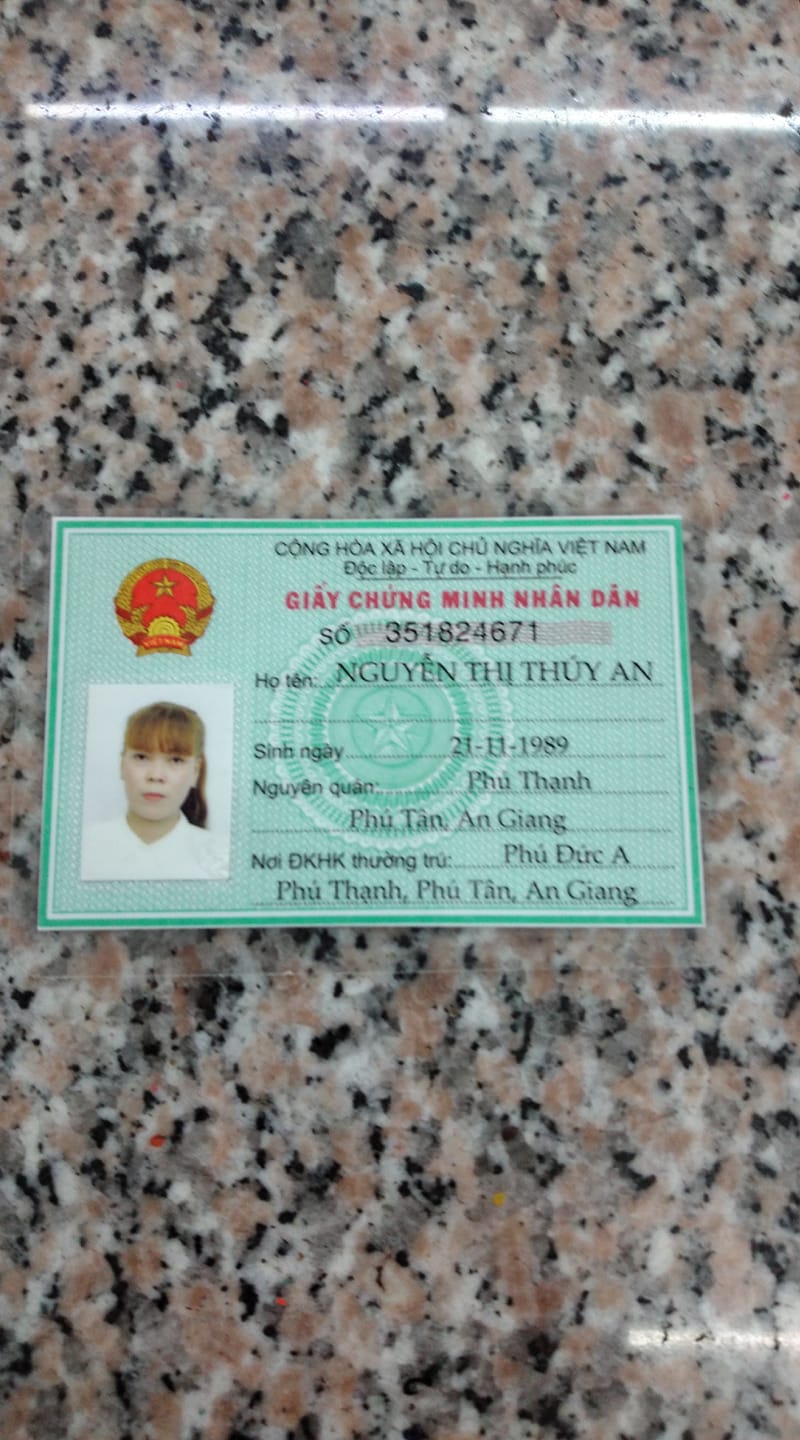 CỘNG HÒA XÃ HỘI CHỦ NGHĨA VIỆT NAM
Độc lập - Tự do - Hạnh phúc
GIẤY CHỨNG MINH NHÂN DÂN
SỐ 351824671
Họ tên: NGUYỄN THỊ THÚY AN
Sinh ngày 21-11-1989
Nguyên quán: Phú Thạnh
Phú Tân, An Giang
Nơi ĐKHK thường trú: Phú Đức A
Phú Thạnh, Phú Tân, An Giang
VIỆT NAM